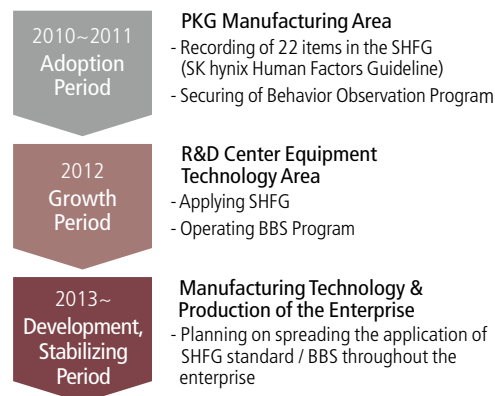 2010~2011
Adoption
Period
PKG Manufacturing Area
- Recording of 22 items in the SHFG
(SK hynix Human Factors Guideline)
- Securing of Behavior Observation Program
2012
Growth
Period
R&D Center Equipment
Technology Area
- Applying SHFG
- Operating BBS Program
2013~
Development,
Stabilizing
Period
Manufacturing Technology &
Production of the Enterprise
- Planning on spreading the application of
SHFG standard / BBS throughout the
enterprise